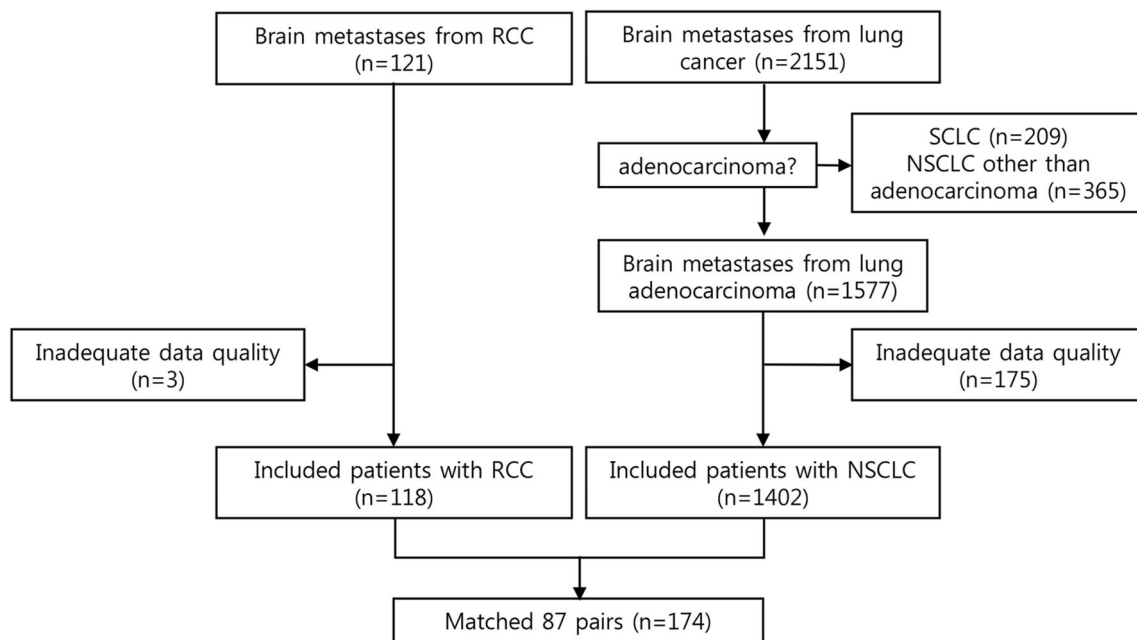 Brain metastases from RCC
(n=121)
Brain metastases from lung
cancer (n=2151)
adenocarcinoma?
SCLC (n=209)
NSCLC other than
adenocarcinoma (n=365)
Brain metastases from lung
adenocarcinoma (n=1577)
Inadequate data quality
(n=3)
Inadequate data quality
(n=175)
Included patients with RCC
(n=118)
Included patients with NSCLC
(n=1402)
Matched 87 pairs (n=174)